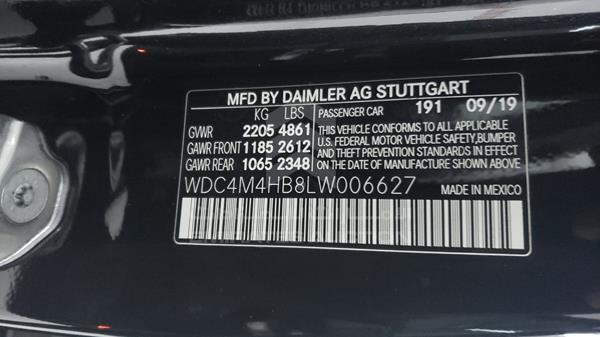 MFD BY DAIMLER AG STUTTGART
KG LBS PASSENGER CAR 191 09/19
GVWR 2205 4861 THIS VEHICLE CONFORMS TO ALL APPLICABLE
GAWR FRONT 1185 2612 U.S. FEDERAL MOTOR VEHICLE SAFETY, BUMPER
AND THEFT PREVENTION STANDARDS IN EFFECT
GAWR REAR 1065 2348 ON THE DATE OF MANUFACTURE SHOWN ABOVE.
WDC4M4HB8LW006627 MADE IN MEXICO